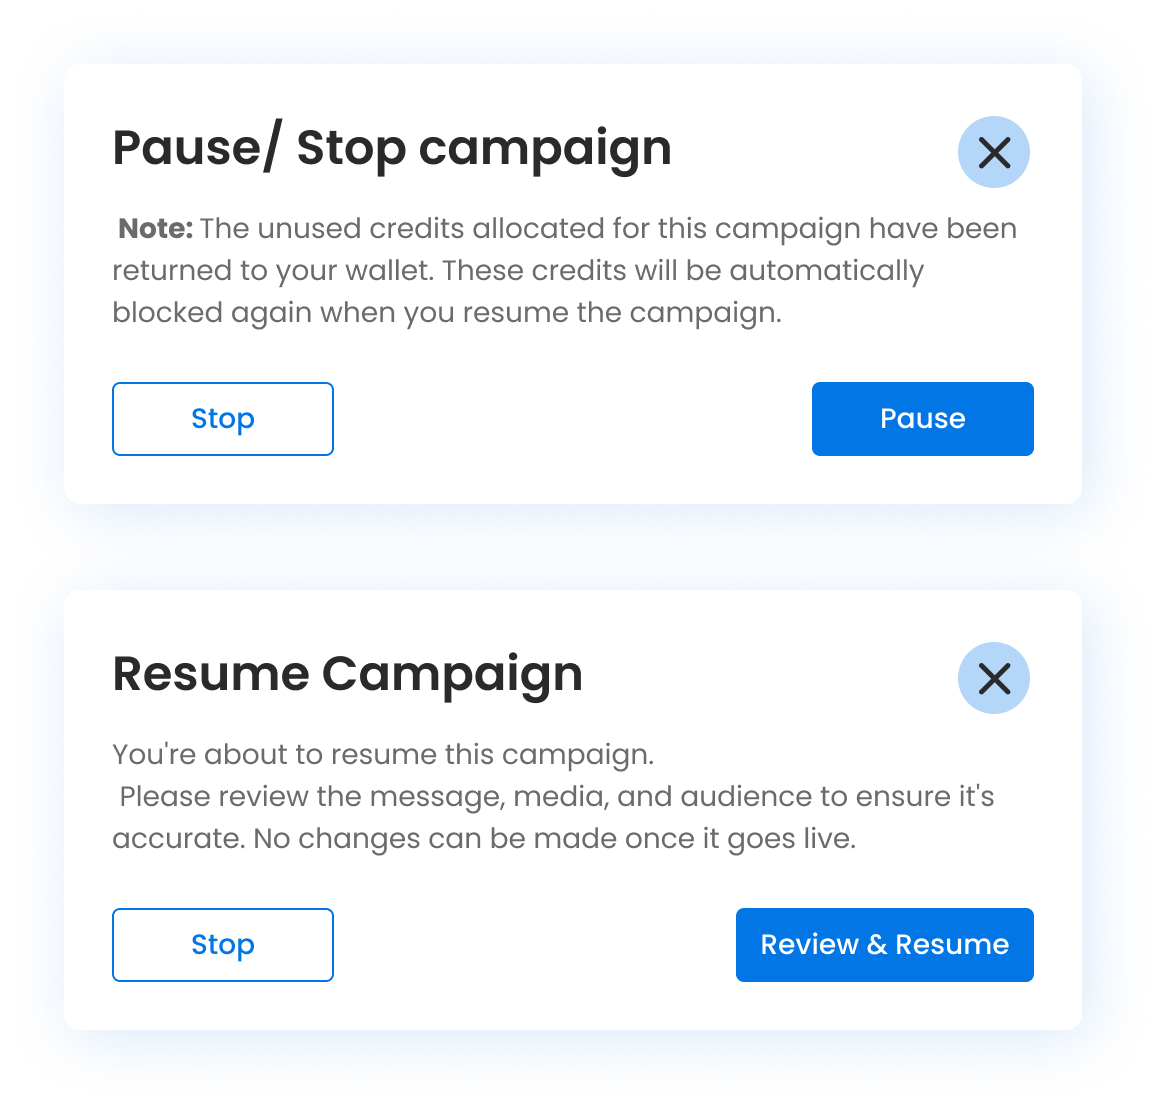 Pause/ Stop campaign
Note: The unused credits allocated for this campaign have been
returned to your wallet. These credits will be automatically
blocked again when you resume the campaign.
Stop
Pause
Resume Campaign
You're about to resume this campaign.
Please review the message, media, and audience to ensure it's
accurate. No changes can be made once it goes live.
Stop
Review & Resume